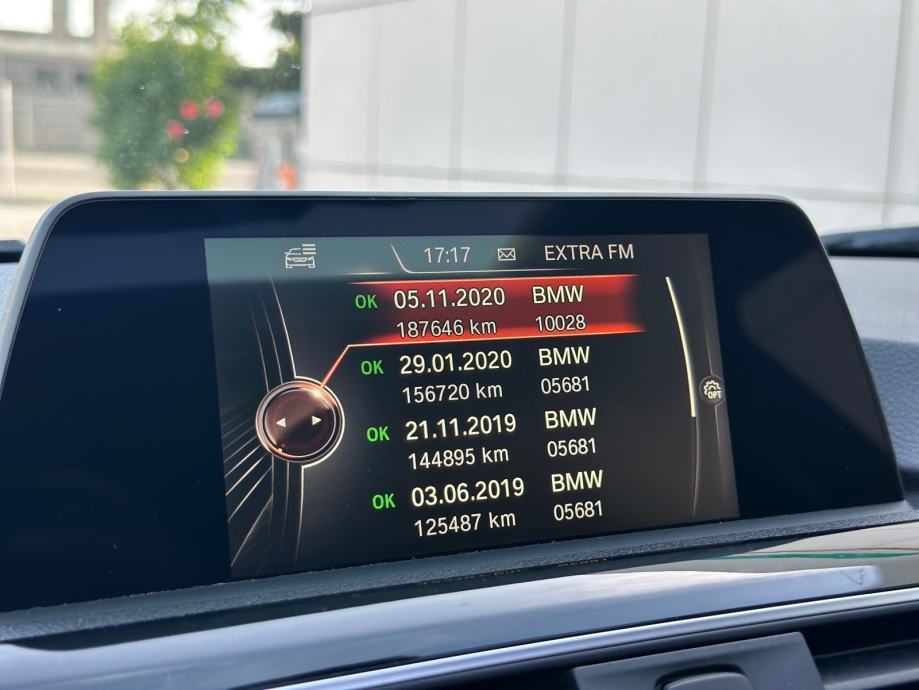 17:17 EXTRA FM
OK 05.11.2020 BMW
187646 km 10028
OK 29.01.2020 BMW
156720 km 05681
OK 21.11.2019 BMW
144895 km 05681
OK 03.06.2019 BMW
125487 km 05681
OPT